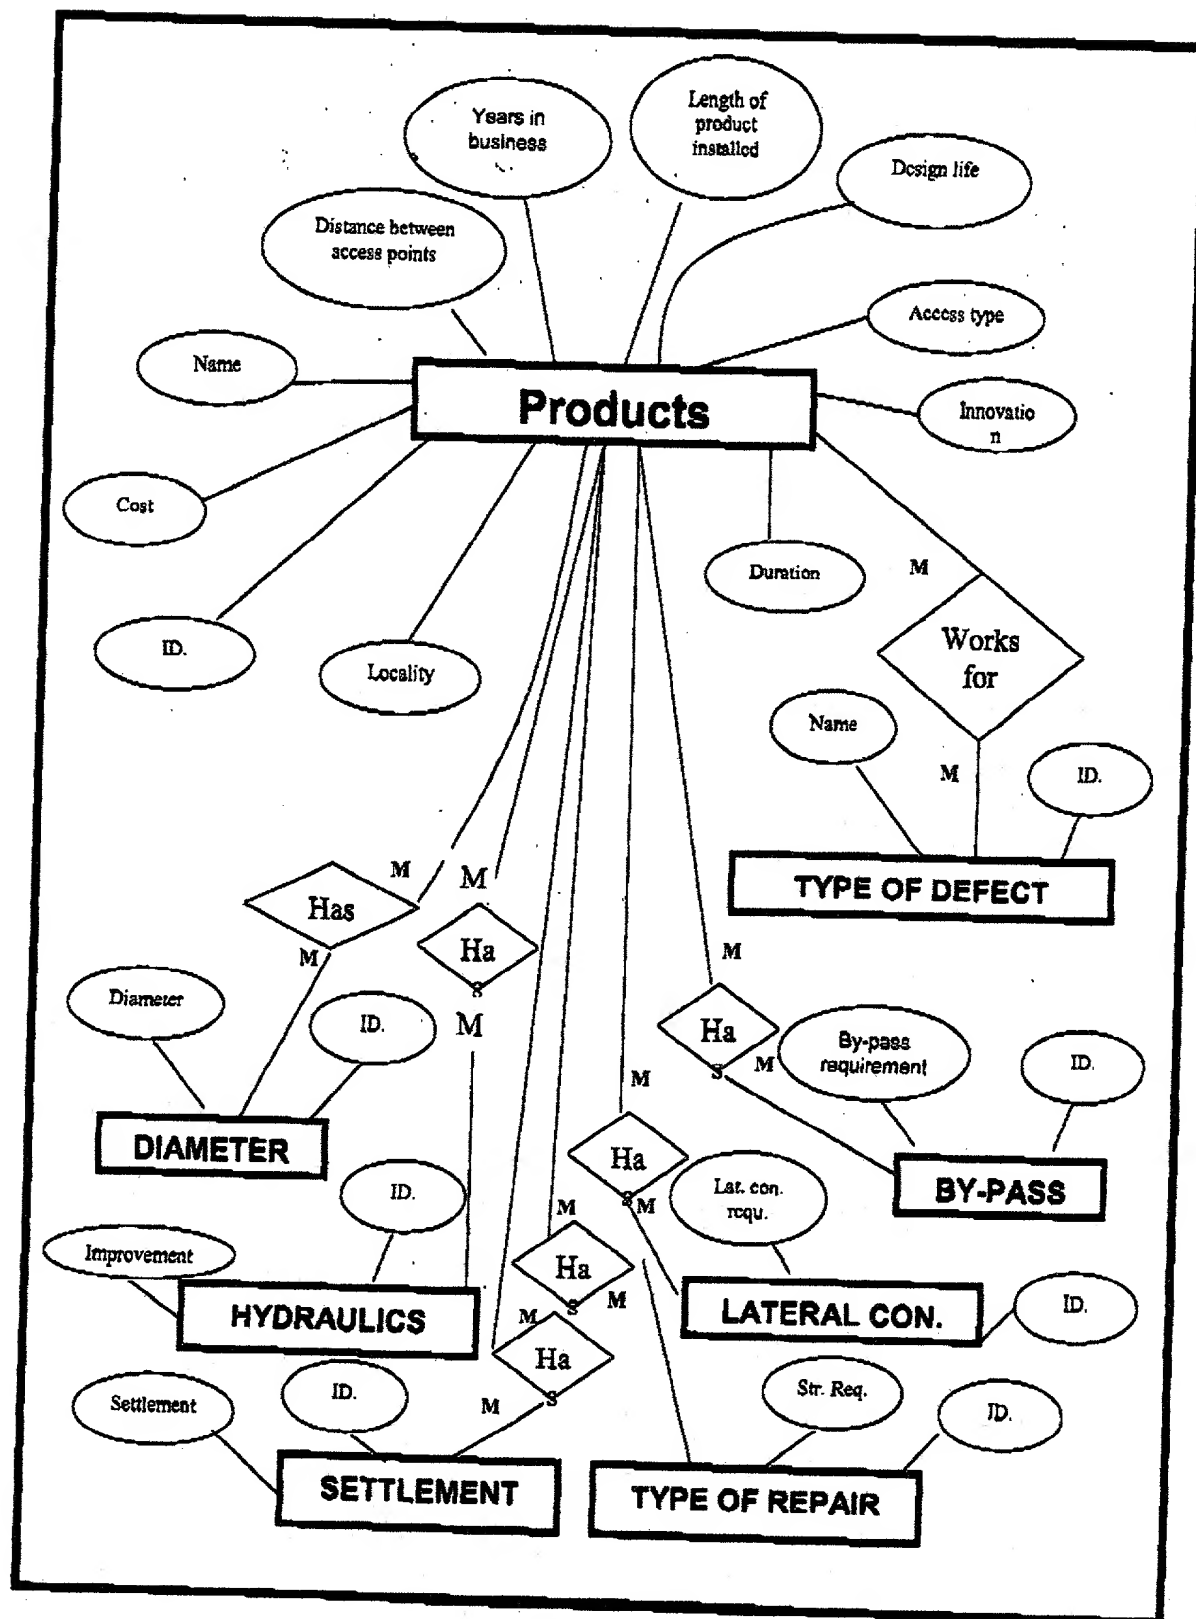 Years in
business
Length of
product
installed
Design life
Distance between
access points
Access type
Name
Products
Innovatio
n
Cost
Duration
M
ID.
Locality
Works
for
Name
M
ID.
TYPE OF DEFECT
M
M
Has
Ha
s
M
M
M
Diameter
ID.
Ha
s
M
By-pass
requirement
ID.
DIAMETER
M
Ha
s
M
Lat. con.
requ.
BY-PASS
ID.
Improvement
M
Ha
s
M
HYDRAULICS
LATERAL CON.
ID.
M
Ha
s
M
Settlement
ID.
Str. Req.
ID.
SETTLEMENT
TYPE OF REPAIR